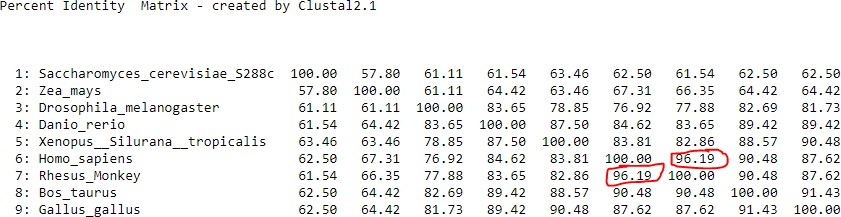 Percent Identity  Matrix - created by Clustal2.1
1: Saccharomyces_cerevisiae_S288c  100.00  57.80  61.11  61.54  63.46  62.50  61.54  62.50  62.50
2: Zea_mays  57.80  100.00  61.11  64.42  63.46  67.31  66.35  64.42  64.42
3: Drosophila_melanogaster  61.11  61.11  100.00  83.65  78.85  76.92  77.88  82.69  81.73
4: Danio_rerio  61.54  64.42  83.65  100.00  87.50  84.62  83.65  89.42  89.42
5: Xenopus__Silurana__tropicalis  63.46  63.46  78.85  87.50  100.00  83.81  82.86  88.57  90.48
6: Homo_sapiens  62.50  67.31  76.92  84.62  83.81  100.00  96.19  90.48  87.62
7: Rhesus_Monkey  61.54  66.35  77.88  83.65  82.86  96.19  100.00  90.48  87.62
8: Bos_taurus  62.50  64.42  82.69  89.42  88.57  90.48  90.48  100.00  91.43
9: Gallus_gallus  62.50  64.42  81.73  89.42  90.48  87.62  87.62  91.43  100.00